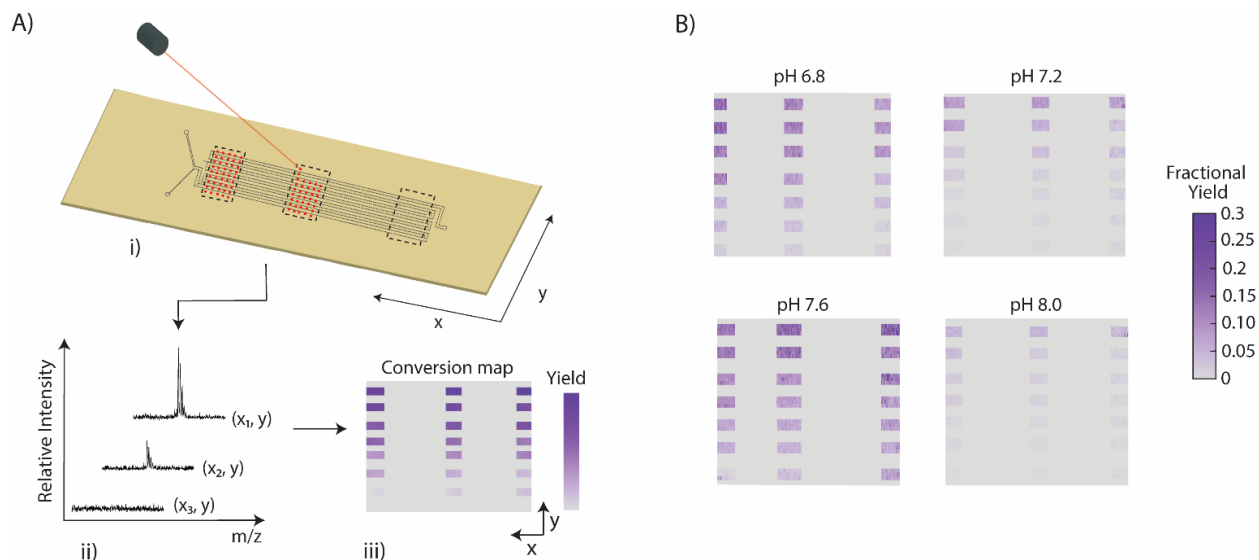 A)
i)
x
y
Relative Intensity
(x₁, y)
(x₂, y)
(x₃, y)
m/z
ii)
Conversion map
Yield
y
x
iii)
B)
pH 6.8
pH 7.2
pH 7.6
pH 8.0
Fractional
Yield
0.3
0.25
0.20
0.15
0.10
0.05
0